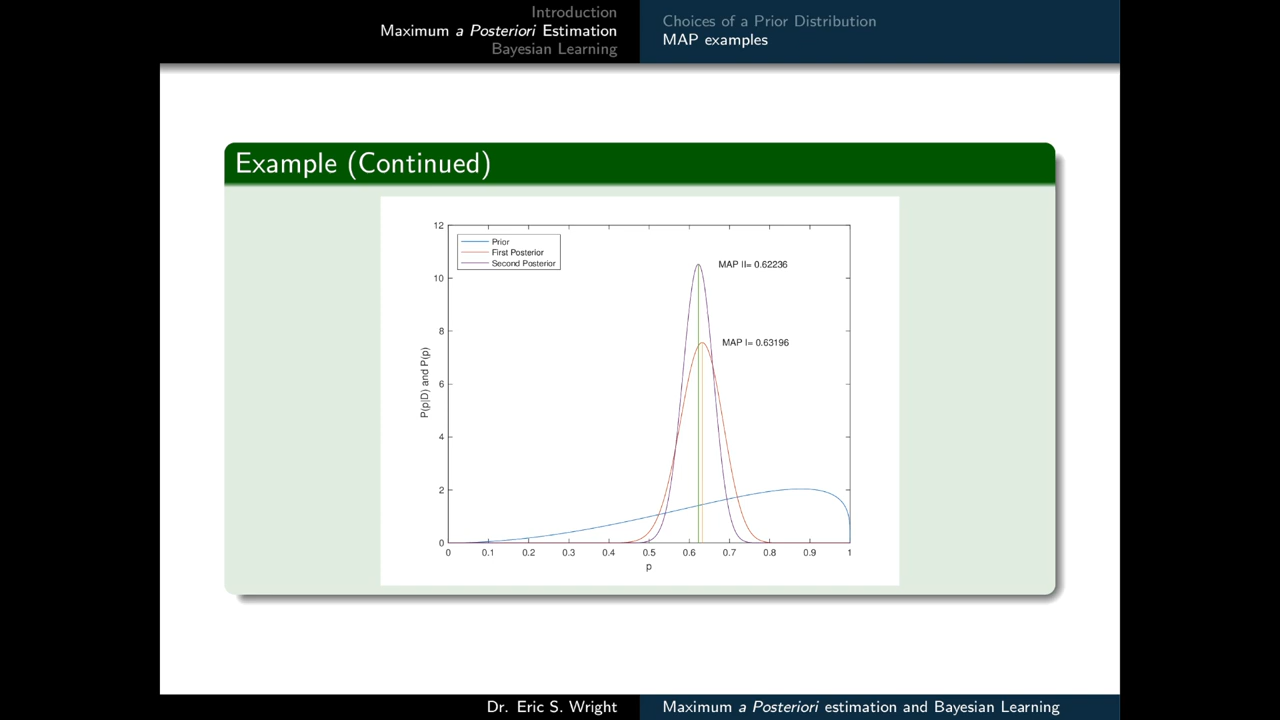 Introduction
Maximum a Posteriori Estimation
Bayesian Learning
Choices of a Prior Distribution
MAP examples
Example (Continued)
12
10
8
6
4
2
0
P(p|D) and P(p)
Prior
First Posterior
Second Posterior
MAP II= 0.62236
MAP I= 0.63196
0 0.1 0.2 0.3 0.4 0.5 0.6 0.7 0.8 0.9 1
p
Dr. Eric S. Wright
Maximum a Posteriori estimation and Bayesian Learning